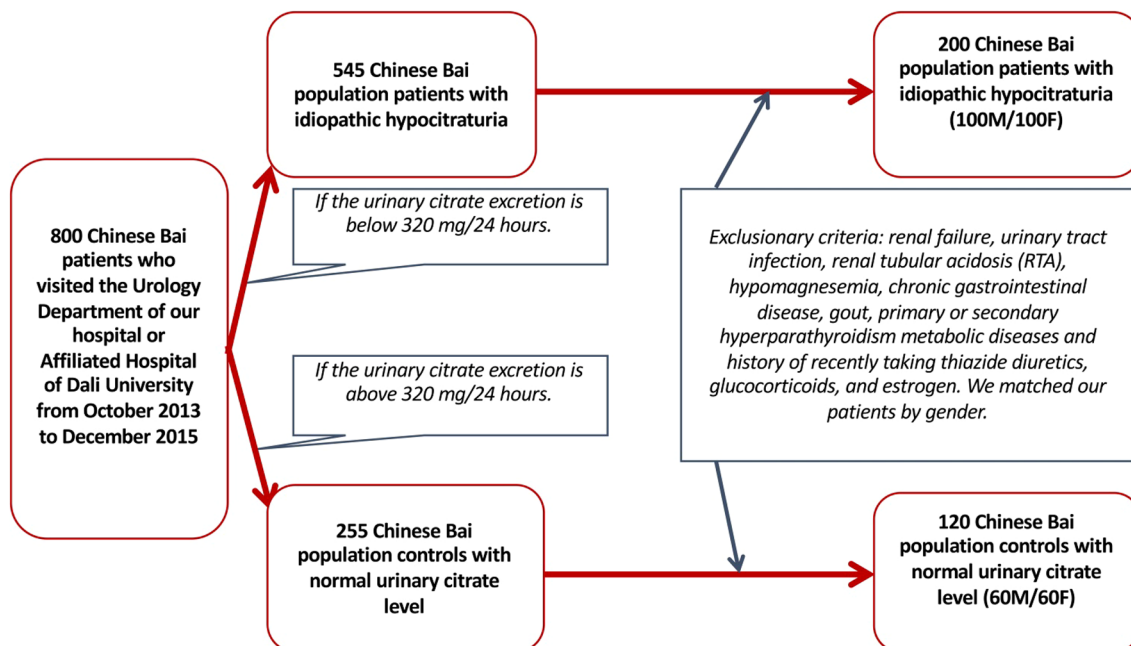 800 Chinese Bai
patients who
visited the Urology
Department of our
hospital or
Affiliated Hospital
of Dali University
from October 2013
to December 2015
545 Chinese Bai
population patients with
idiopathic hypocitraturia
200 Chinese Bai
population patients with
idiopathic hypocitraturia
(100M/100F)
If the urinary citrate excretion is
below 320 mg/24 hours.
If the urinary citrate excretion is
above 320 mg/24 hours.
Exclusionary criteria: renal failure, urinary tract
infection, renal tubular acidosis (RTA),
hypomagnesemia, chronic gastrointestinal
disease, gout, primary or secondary
hyperparathyroidism metabolic diseases and
history of recently taking thiazide diuretics,
glucocorticoids, and estrogen. We matched our
patients by gender.
255 Chinese Bai
population controls with
normal urinary citrate
level
120 Chinese Bai
population controls with
normal urinary citrate
level (60M/60F)